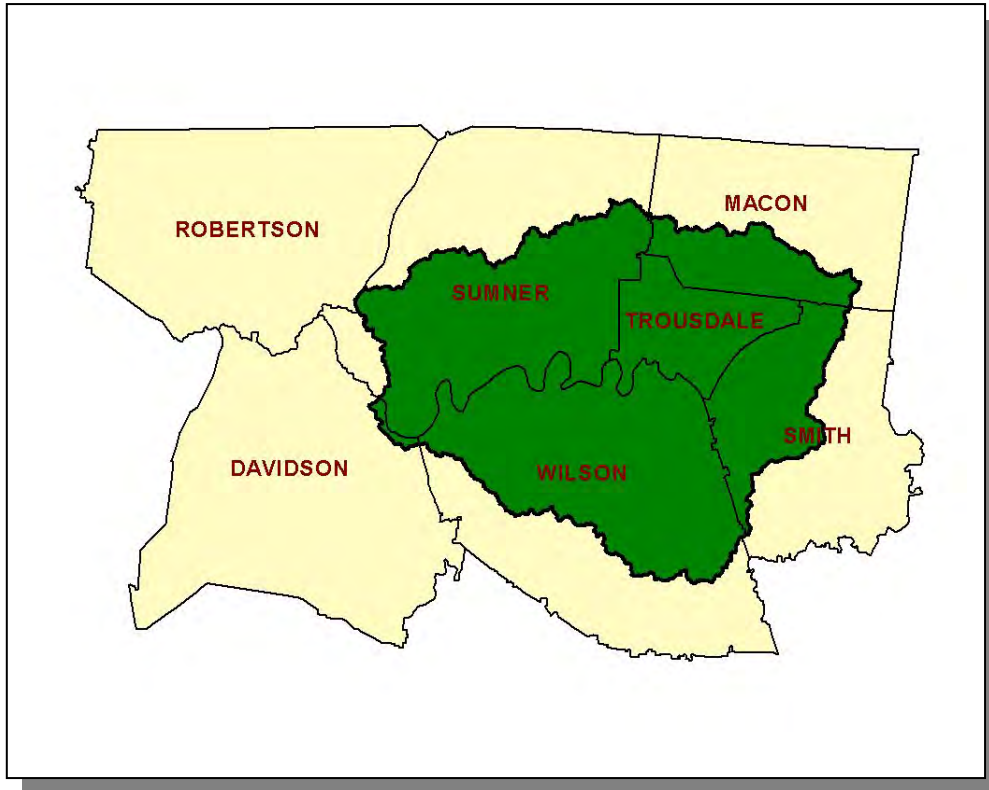 MACON
ROBERTSON
SUMNER
TROUSDALE
SMITH
DAVIDSON
WILSON